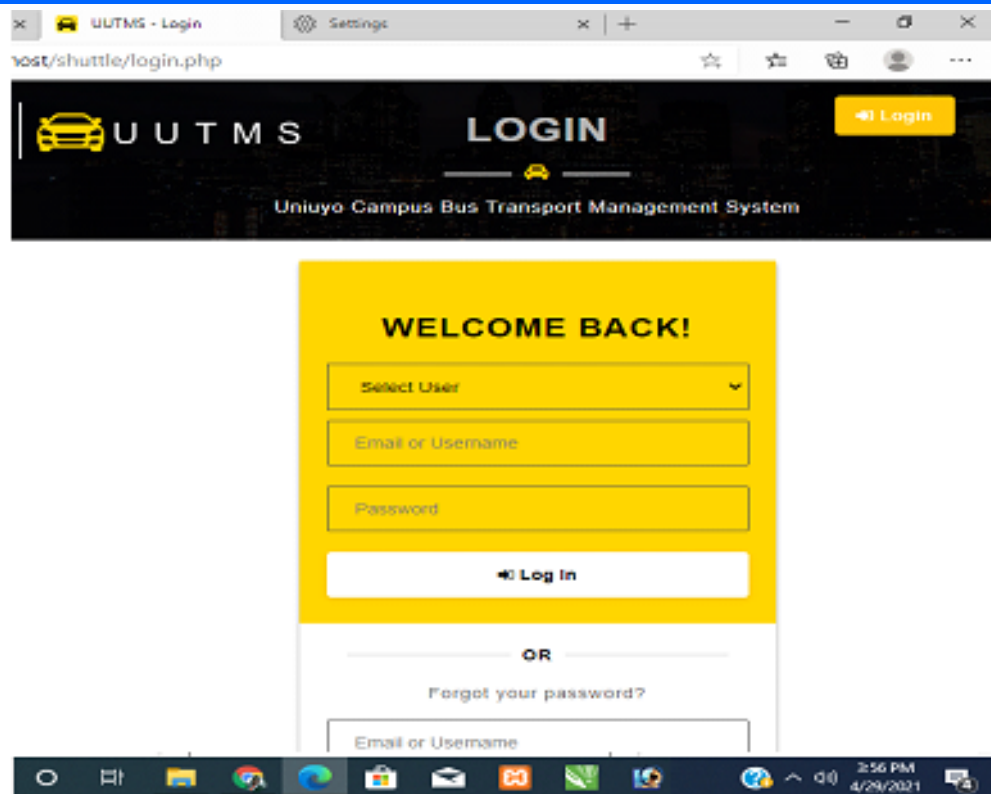 UUTMS - Login
Settings
host/shuttle/login.php
UUTMS
LOGIN
Login
Uniuyo Campus Bus Transport Management System
WELCOME BACK!
Select User
Email or Username
Password
Log In
OR
Forgot your password?
Email or Username
3:56 PM
4/29/2021
4